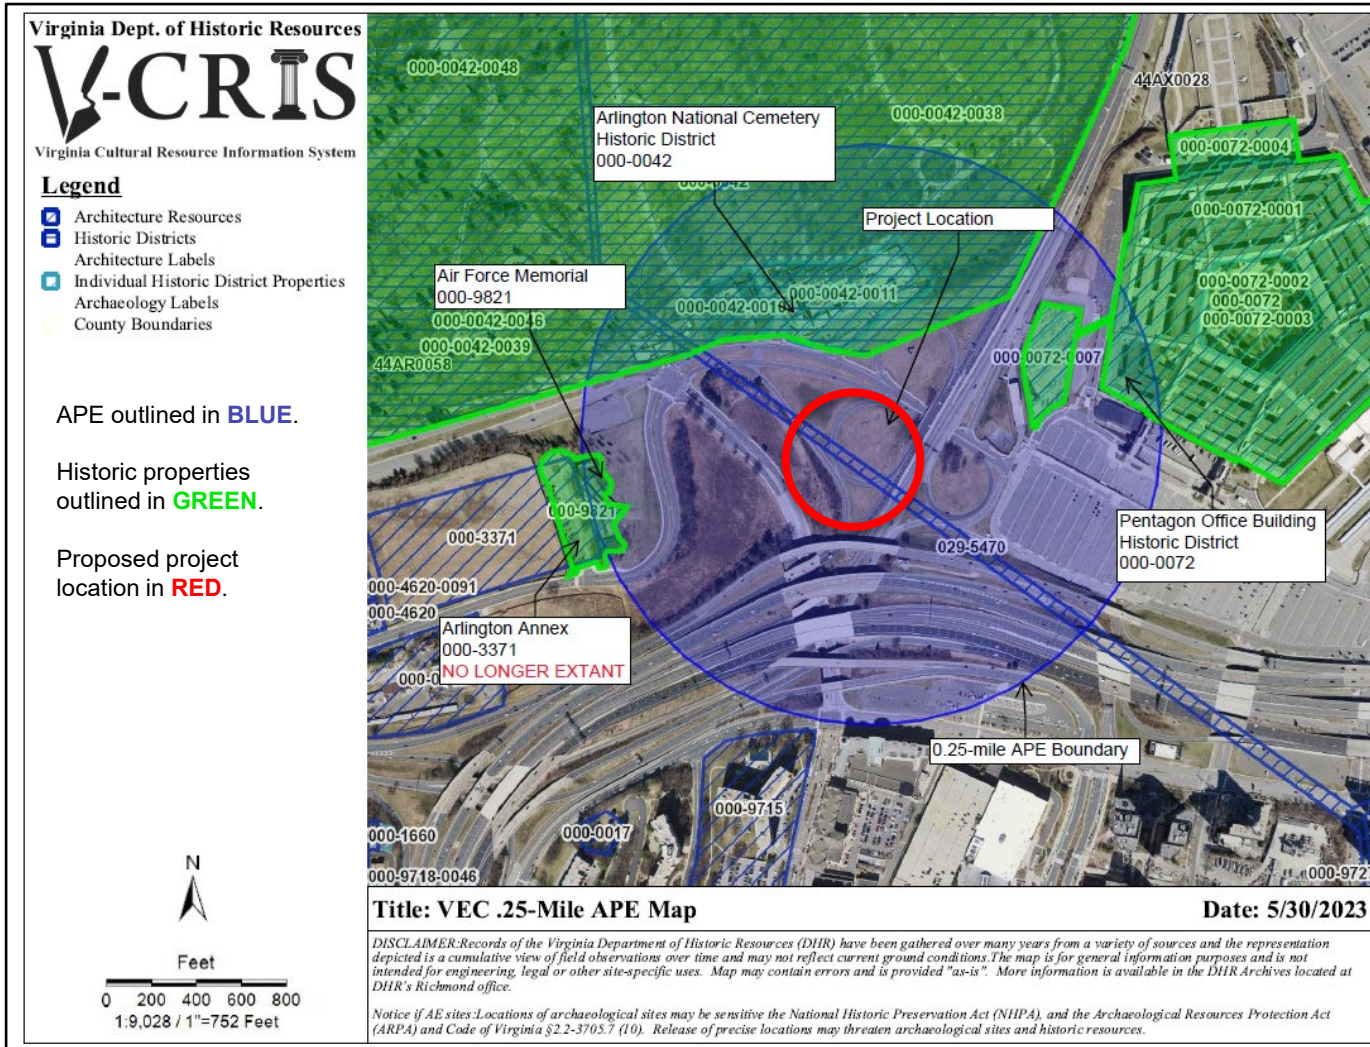 Virginia Dept. of Historic Resources
V-CRIS
Virginia Cultural Resource Information System
Legend
Architecture Resources
Historic Districts
Architecture Labels
Individual Historic District Properties
Archaeology Labels
County Boundaries
APE outlined in BLUE.
Historic properties
outlined in GREEN.
Proposed project
location in RED.
N
Feet
0 200 400 600 800
1:9,028 / 1"=752 Feet
000-0042-0048
44AX0028
Arlington National Cemetery
Historic District
000-0042
000-0042-0038
000-0072-0004
000-0072-0001
Project Location
Air Force Memorial
000-9821
000-0042-0011
000-0072-0002
000-0072
000-0072-0003
000-0042-0046
000-0042-0039
44AR0058
000-0072-0007
000-9821
000-3371
029-5470
Pentagon Office Building
Historic District
000-0072
000-4620-0091
000-4620
Arlington Annex
000-3371
NO LONGER EXTANT
0.25-mile APE Boundary
000-9715
000-1660
000-0017
000-9718-0046
000-972
Title: VEC .25-Mile APE Map
Date: 5/30/2023
DISCLAIMER:Records of the Virginia Department of Historic Resources (DHR) have been gathered over many years from a variety of sources and the representation
depicted is a cumulative view of field observations over time and may not reflect current ground conditions.The map is for general information purposes and is not
intended for engineering, legal or other site-specific uses. Map may contain errors and is provided "as-is". More information is available in the DHR Archives located at
DHR's Richmond office.
Notice if AE sites:Locations of archaeological sites may be sensitive the National Historic Preservation Act (NHPA), and the Archaeological Resources Protection Act
(ARPA) and Code of Virginia §2.2-3705.7 (10). Release of precise locations may threaten archaeological sites and historic resources.